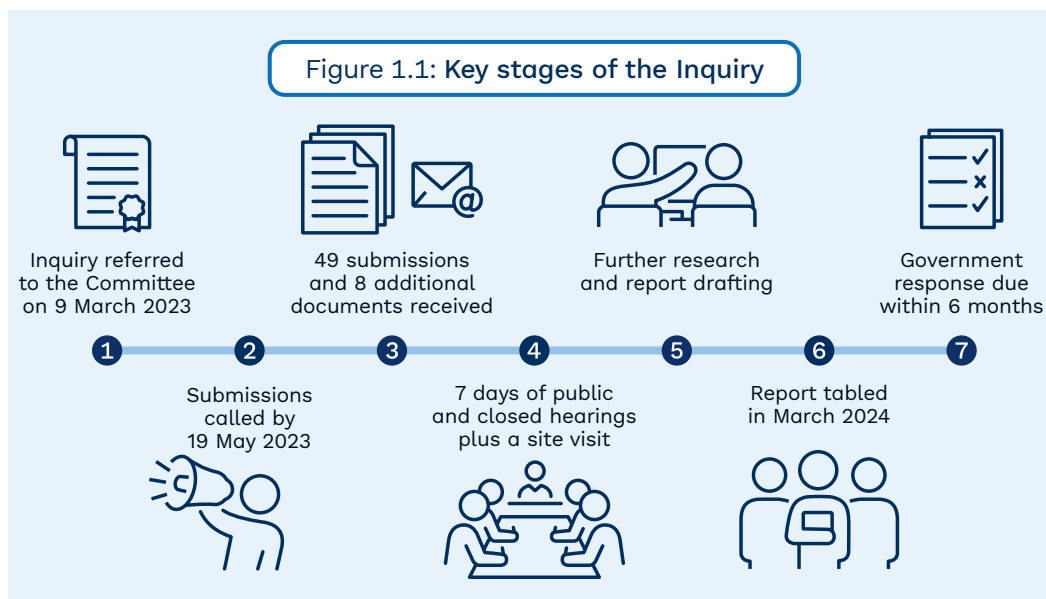 Figure 1.1: Key stages of the Inquiry
@
Inquiry referred
to the Committee
on 9 March 2023
49 submissions
and 8 additional
documents received
Further research
and report drafting
Government
response due
within 6 months
1 2 3 4 5 6 7
Submissions
called by
19 May 2023
7 days of public
and closed hearings
plus a site visit
Report tabled
in March 2024